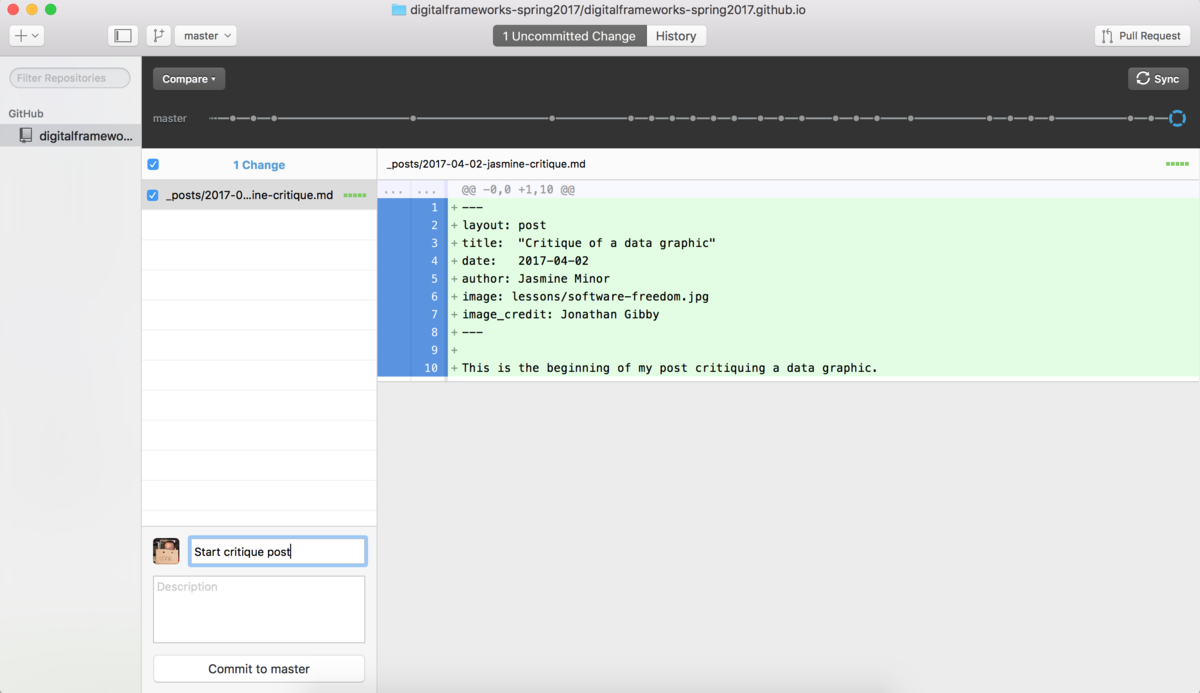 digitalframeworks-spring2017/digitalframeworks-spring2017.github.io
master
1 Uncommitted Change
History
Pull Request
Filter Repositories
GitHub
digitalframewo...
Compare
Sync
master
1 Change
_posts/2017-0...ine-critique.md
_posts/2017-04-02-jasmine-critique.md
... ... @@ -0,0 +1,10 @@
1 + ---
2 + layout: post
3 + title:  "Critique of a data graphic"
4 + date:   2017-04-02
5 + author: Jasmine Minor
6 + image: lessons/software-freedom.jpg
7 + image_credit: Jonathan Gibby
8 + ---
9 +
10 + This is the beginning of my post critiquing a data graphic.
Start critique post
Description
Commit to master